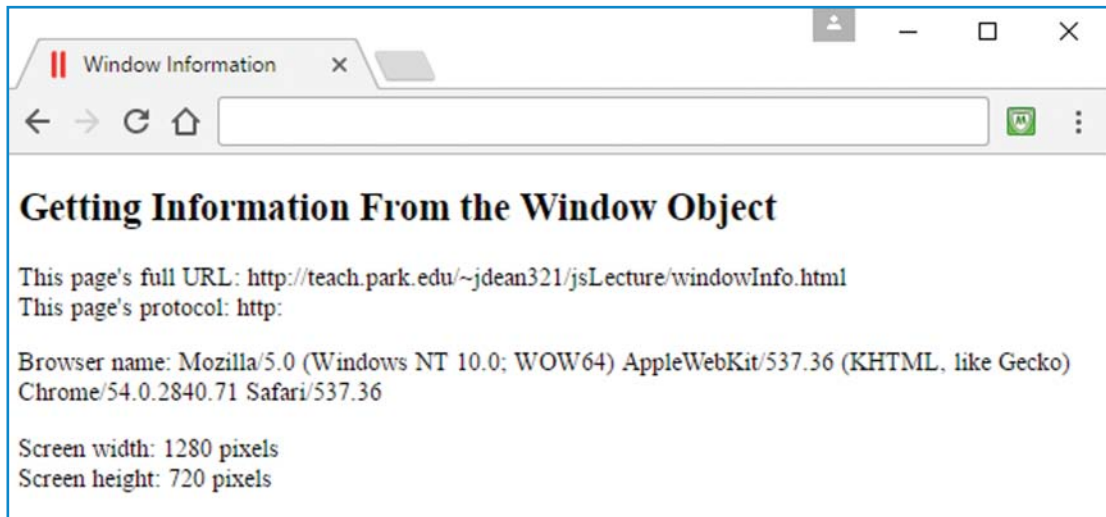 Window Information
Getting Information From the Window Object
This page's full URL: http://teach.park.edu/~jdean321/jsLecture/windowInfo.html
This page's protocol: http:
Browser name: Mozilla/5.0 (Windows NT 10.0; WOW64) AppleWebKit/537.36 (KHTML, like Gecko)
Chrome/54.0.2840.71 Safari/537.36
Screen width: 1280 pixels
Screen height: 720 pixels